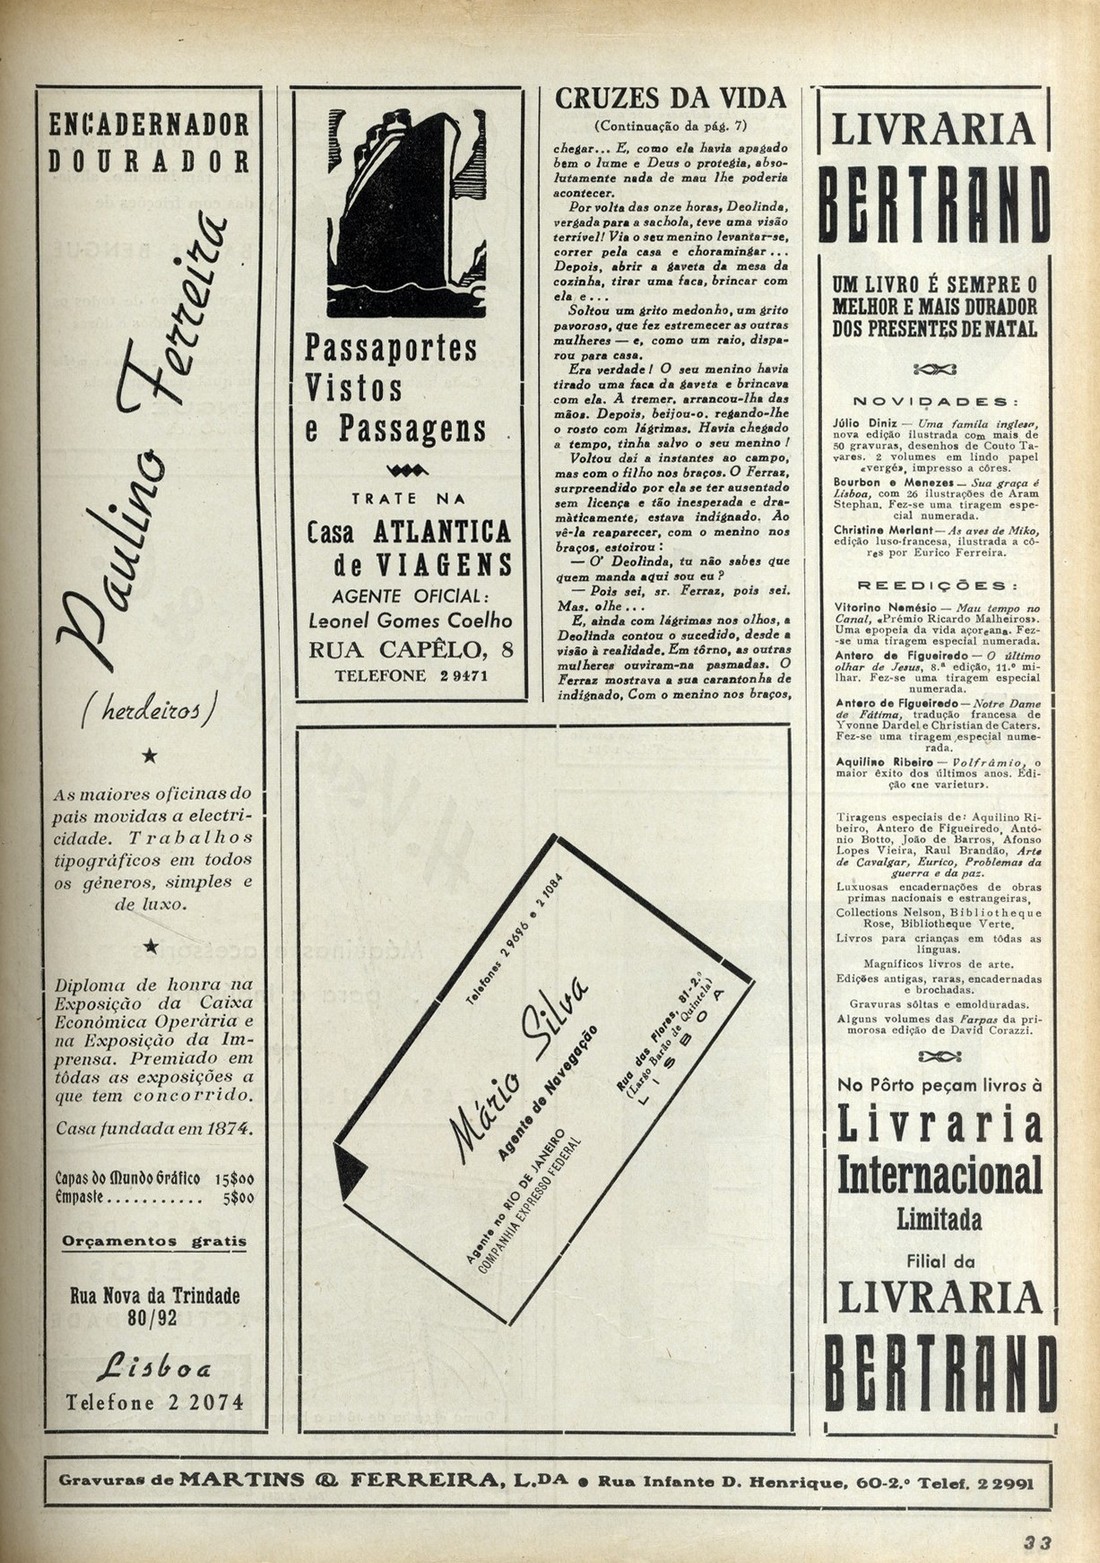 ENCADERNADOR
DOURADOR
Paulino Ferreira
(herdeiros)
As maiores oficinas do
país movidas a electri-
cidade. Trabalhos
tipográficos em todos
os géneros, simples e
de luxo.
Diploma de honra na
Exposição da Caixa
Económica Operária e
na Exposição da Im-
prensa. Premiado em
tôdas as exposições a
que tem concorrido.
Casa fundada em 1874.
Capas do Mundo Gráfico 15$00
Empaste........... 5$00
Orçamentos gratis
Rua Nova da Trindade
80/92
Lisboa
Telefone 2 2074
Passaportes
Vistos
e Passagens
TRATE NA
Casa ATLANTICA
de VIAGENS
AGENTE OFICIAL:
Leonel Gomes Coelho
RUA CAPÊLO, 8
TELEFONE 2 9471
CRUZES DA VIDA
(Continuação da pág. 7)
chegar... E, como ela havia apagado
bem o lume e Deus o protegia, abso-
lutamente nada de mau lhe poderia
acontecer.
Por volta das onze horas, Deolinda,
vergada para a sachola, teve uma visão
terrível! Via o seu menino levantar-se,
correr pela casa e choramingar...
Depois, abrir a gaveta da mesa da
cozinha, tirar uma faca, brincar com
ela e...
Soltou um grito medonho, um grito
pavoroso, que fez estremecer as outras
mulheres — e, como um raio, dispa-
rou para casa.
Era verdade! O seu menino havia
tirado uma faca da gaveta e brincava
com ela. A tremer, arrancou-lha das
mãos. Depois, beijou-o, regando-lhe
o rosto com lágrimas. Havia chegado
a tempo, tinha salvo o seu menino!
Voltou daí a instantes ao campo,
mas com o filho nos braços. O Ferraz,
surpreendido por ela se ter ausentado
sem licença e tão inesperada e dra-
màticamente, estava indignado. Ao
vê-la reaparecer, com o menino nos
braços, estoirou:
— O' Deolinda, tu não sabes que
quem manda aqui sou eu?
— Pois sei, sr. Ferraz, pois sei.
Mas, olhe...
E, ainda com lágrimas nos olhos, a
Deolinda contou o sucedido, desde a
visão à realidade. Em tôrno, as outras
mulheres ouviram-na pasmadas. O
Ferraz mostrava a sua carantonha de
indignado, Com o menino nos braços,
Telefones 2 9696 e 2 1084
Mário Silva
Agente de Navegação
Rua das Flores, 81-2.º
(Largo Barão de Quintela)
LISBOA
Agente no RIO DE JANEIRO
COMPANHIA EXPRESSO FEDERAL
LIVRARIA
BERTRAND
UM LIVRO É SEMPRE O
MELHOR E MAIS DURADOR
DOS PRESENTES DE NATAL
NOVIDADES:
Júlio Diniz — Uma família inglesa,
nova edição ilustrada com mais de
50 gravuras, desenhos de Couto Ta-
vares. 2 volumes em lindo papel
«vergé», impresso a côres.
Bourbon e Menezes — Sua graça é
Lisboa, com 26 ilustrações de Aram
Stephan. Fez-se uma tiragem espe-
cial numerada.
Christine Merlant — As aves de Miko,
edição luso-francesa, ilustrada a cô-
res por Eurico Ferreira.
REEDIÇÕES:
Vitorino Nemésio — Mau tempo no
Canal, «Prémio Ricardo Malheiros».
Uma epopeia da vida açoreana. Fez-
-se uma tiragem especial numerada.
Antero de Figueiredo — O último
olhar de Jesus, 8.ª edição, 11.º mi-
lhar. Fez-se uma tiragem especial
numerada.
Antero de Figueiredo — Notre Dame
de Fátima, tradução francesa de
Yvonne Dardel e Christian de Caters.
Fez-se uma tiragem especial nume-
rada.
Aquilino Ribeiro — Volfrâmio, o
maior êxito dos últimos anos. Edi-
ção «ne varietur».
Tiragens especiais de: Aquilino Ri-
beiro, Antero de Figueiredo, Antó-
nio Botto, João de Barros, Afonso
Lopes Vieira, Raul Brandão, Arte
de Cavalgar, Eurico, Problemas da
guerra e da paz.
Luxuosas encadernações de obras
primas nacionais e estrangeiras,
Collections Nelson, Bibliotheque
Rose, Bibliotheque Verte,
Livros para crianças em tôdas as
línguas.
Magníficos livros de arte.
Edições antigas, raras, encadernadas
e brochadas.
Gravuras sôltas e emolduradas.
Alguns volumes das Farpas da pri-
morosa edição de David Corazzi.
No Pôrto peçam livros à
Livraria
Internacional
Limitada
Filial da
LIVRARIA
BERTRAND
Gravuras de MARTINS & FERREIRA, L.DA ● Rua Infante D. Henrique, 60-2.º Telef. 2 2991
33